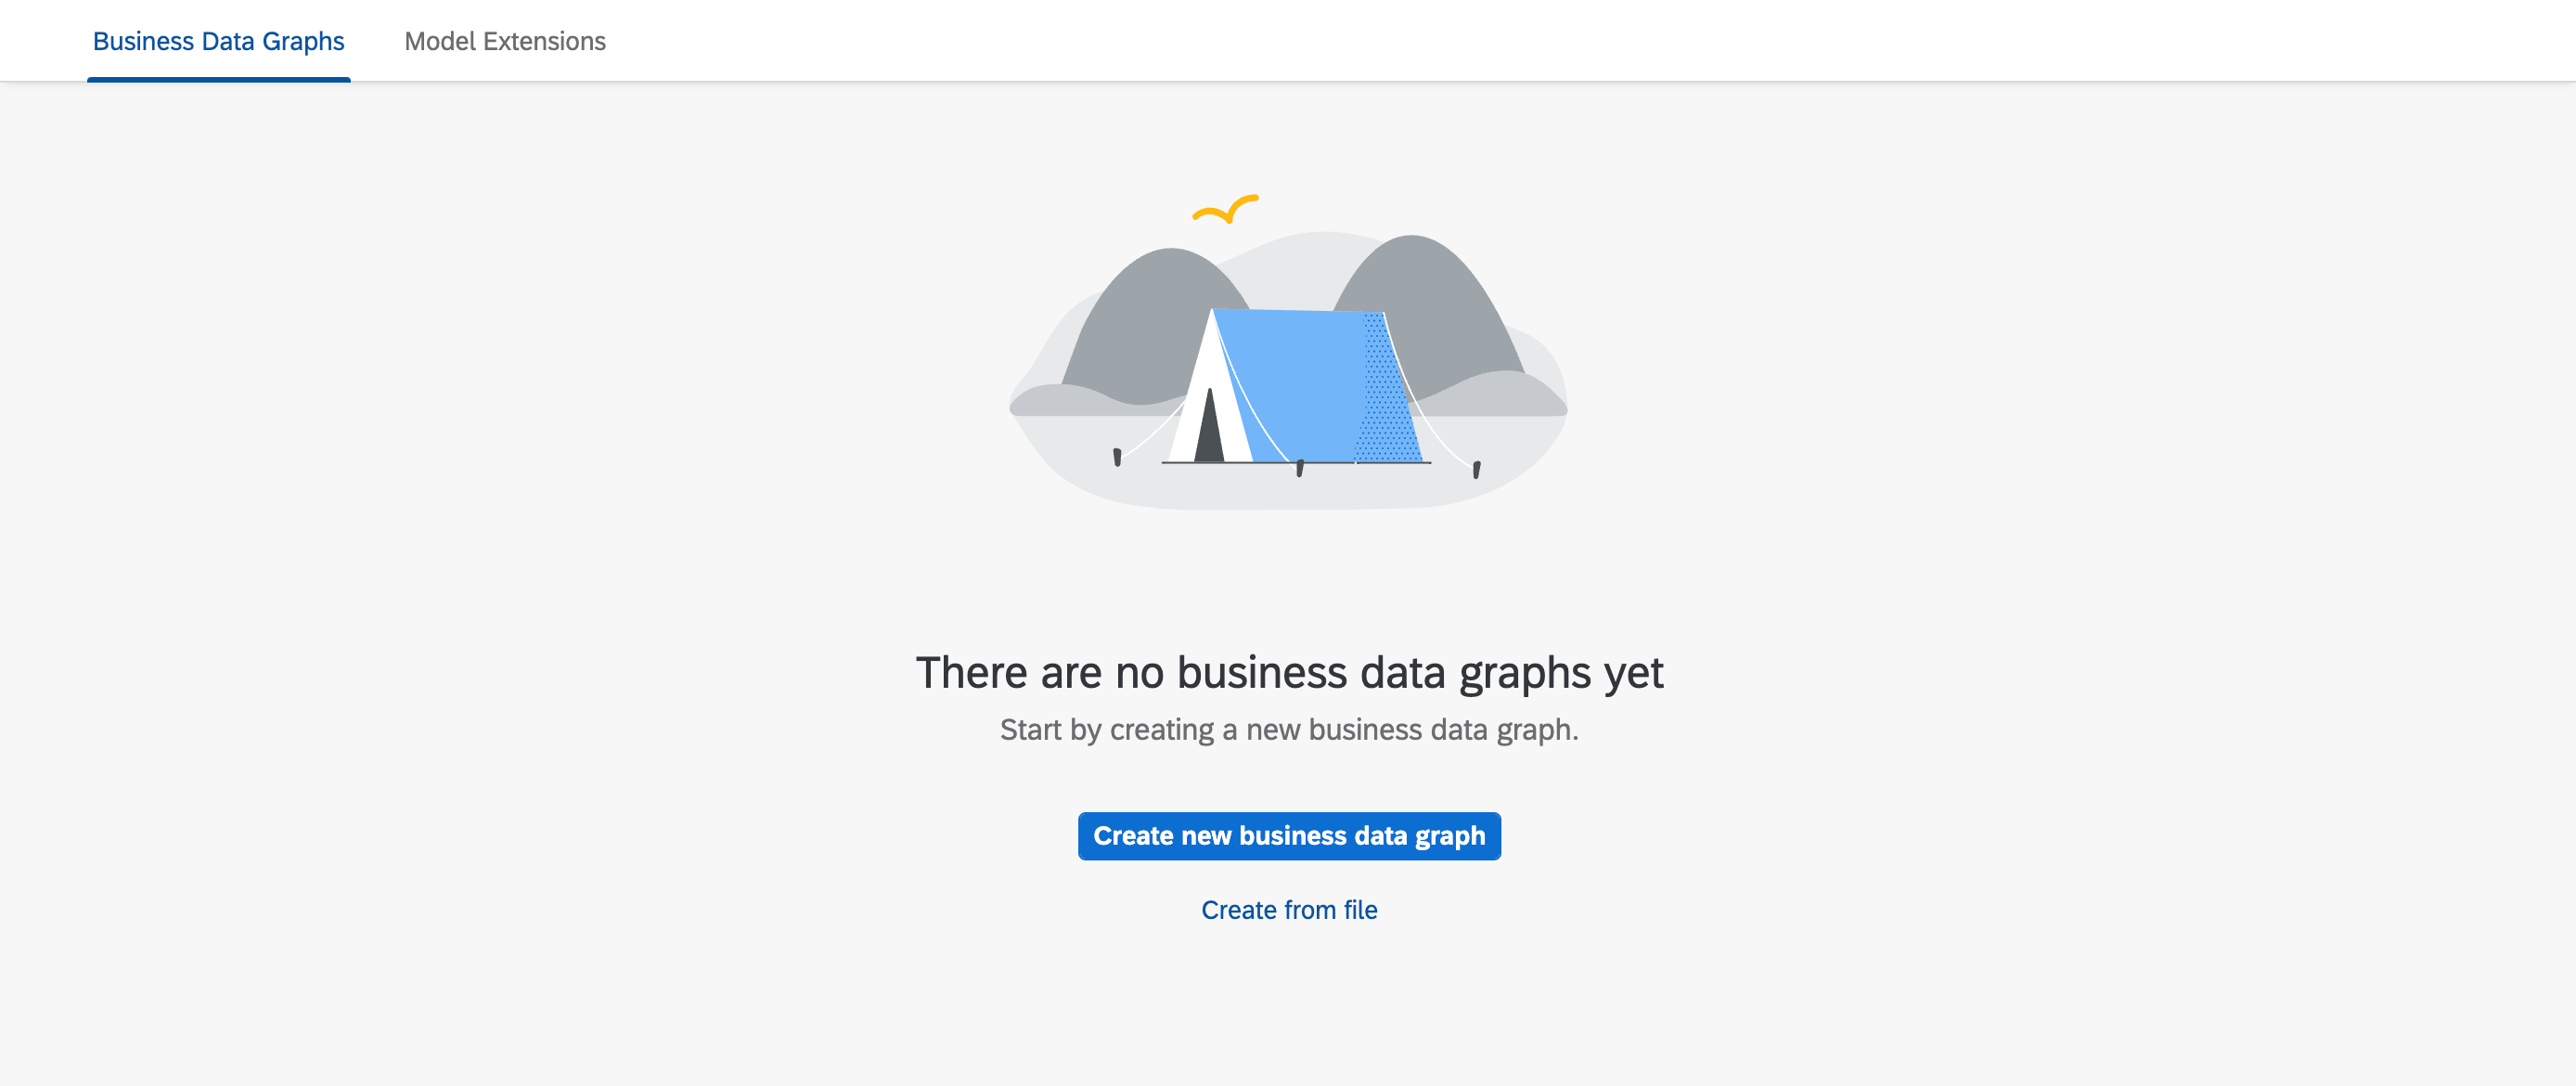 Business Data Graphs
Model Extensions
There are no business data graphs yet
Start by creating a new business data graph.
Create new business data graph
Create from file